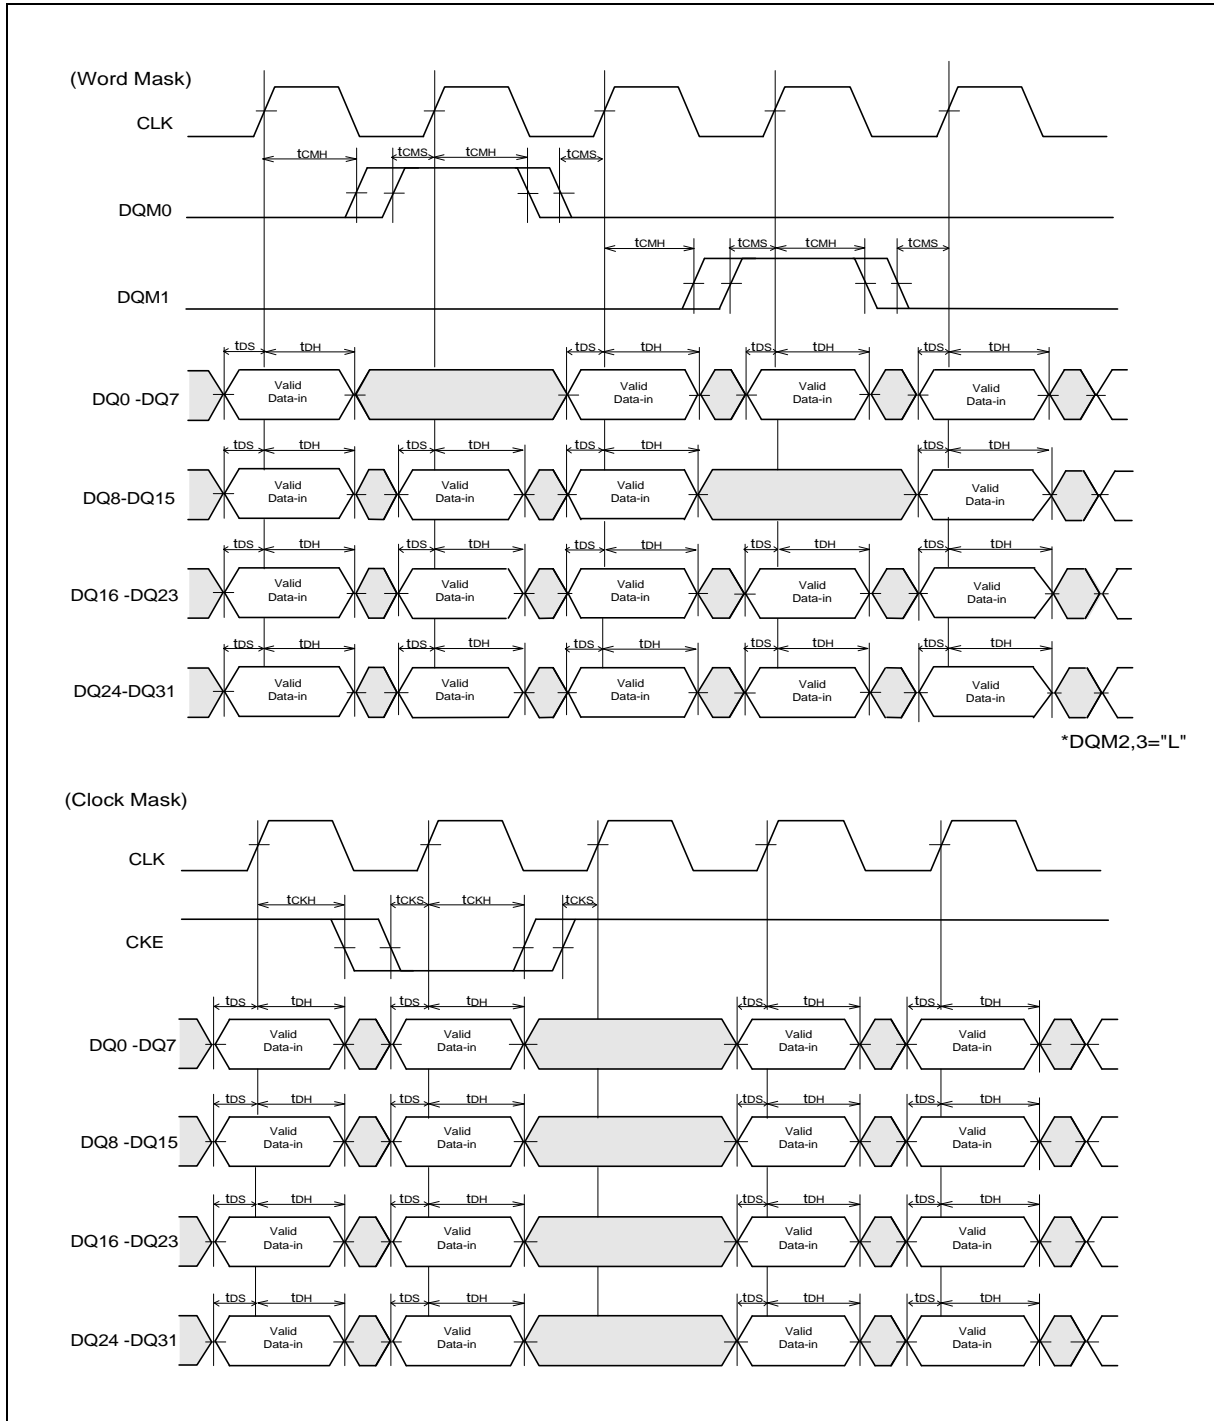 (Word Mask)
CLK
tCMH tCMS tCMH tCMS
DQM0
tCMH tCMS tCMH tCMS
DQM1
tDS tDH tDS tDH tDS tDH tDS tDH
DQ0 -DQ7
Valid Valid Valid Valid
Data-in Data-in Data-in Data-in
tDS tDH tDS tDH tDS tDH tDS tDH
DQ8-DQ15
Valid Valid Valid Valid
Data-in Data-in Data-in Data-in
tDS tDH tDS tDH tDS tDH tDS tDH tDS tDH
DQ16 -DQ23
Valid Valid Valid Valid Valid
Data-in Data-in Data-in Data-in Data-in
tDS tDH tDS tDH tDS tDH tDS tDH tDS tDH
DQ24-DQ31
Valid Valid Valid Valid Valid
Data-in Data-in Data-in Data-in Data-in
*DQM2,3="L"
(Clock Mask)
CLK
tCKH tCKS tCKH tCKS
CKE
tDS tDH tDS tDH tDS tDH tDS tDH
DQ0 -DQ7
Valid Valid Valid Valid
Data-in Data-in Data-in Data-in
tDS tDH tDS tDH tDS tDH tDS tDH
DQ8 -DQ15
Valid Valid Valid Valid
Data-in Data-in Data-in Data-in
tDS tDH tDS tDH tDS tDH tDS tDH
DQ16 -DQ23
Valid Valid Valid Valid
Data-in Data-in Data-in Data-in
tDS tDH tDS tDH tDS tDH tDS tDH
DQ24 -DQ31
Valid Valid Valid Valid
Data-in Data-in Data-in Data-in